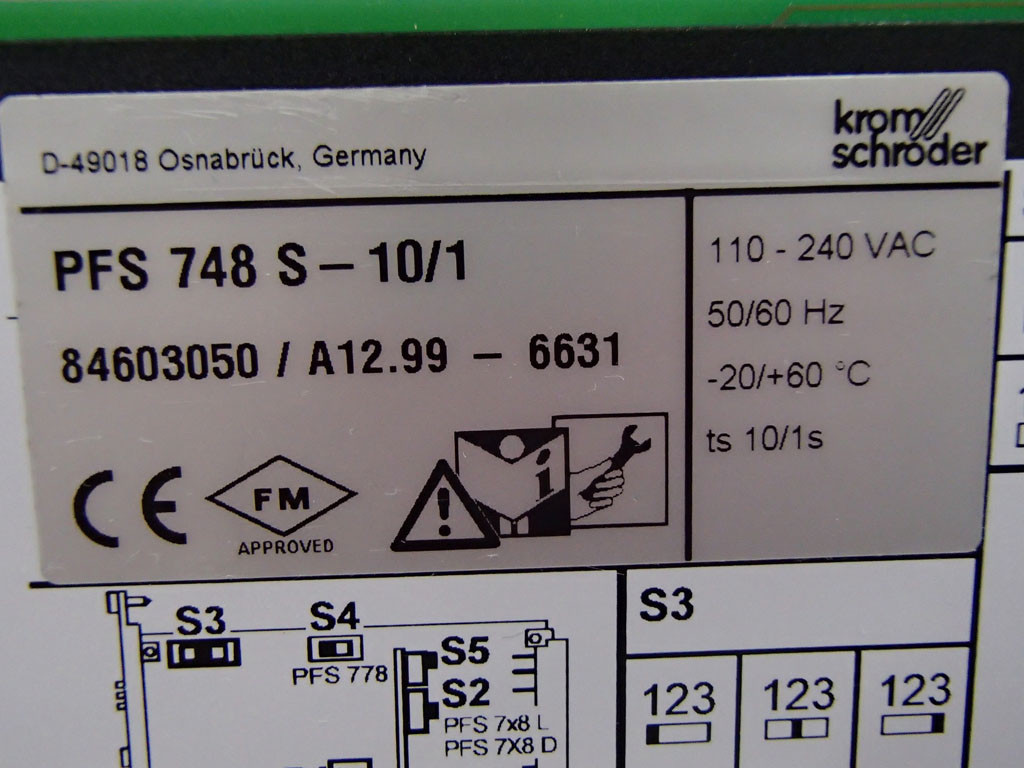 krom
schröder
D-49018 Osnabrück, Germany
PFS 748 S – 10/1
84603050 / A12.99 – 6631
110 - 240 VAC
50/60 Hz
-20/+60 °C
ts 10/1s
CE
FM
APPROVED
! i
S3
S4
PFS 778
S5
S2
PFS 7x8 L
PFS 7X8 D
S3
123 123 123